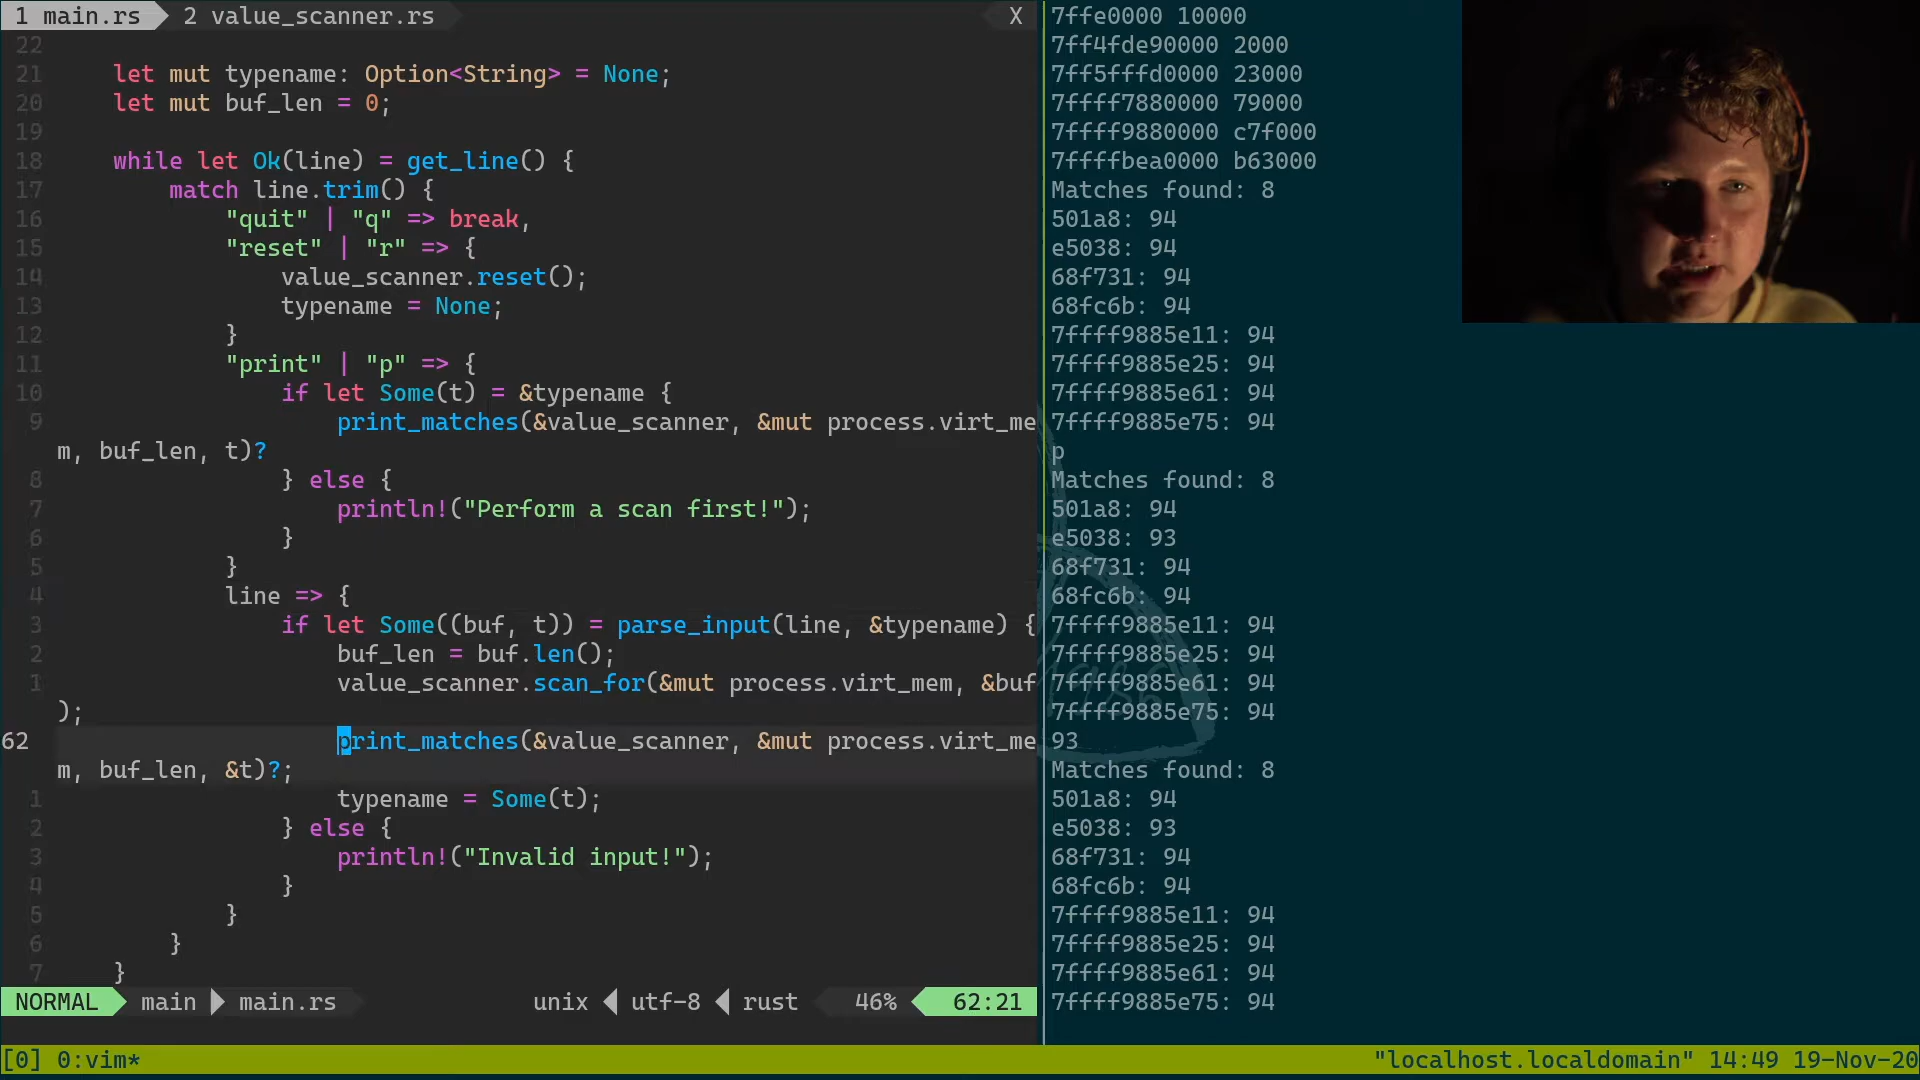 1 main.rs 2 value_scanner.rs X
22
21 let mut typename: Option<String> = None;
20 let mut buf_len = 0;
19
18 while let Ok(line) = get_line() {
17 match line.trim() {
16 "quit" | "q" => break,
15 "reset" | "r" => {
14 value_scanner.reset();
13 typename = None;
12 }
11 "print" | "p" => {
10 if let Some(t) = &typename {
9 print_matches(&value_scanner, &mut process.virt_me
m, buf_len, t)?
8 } else {
7 println!("Perform a scan first!");
6 }
5 }
4 line => {
3 if let Some((buf, t)) = parse_input(line, &typename) {
2 buf_len = buf.len();
1 value_scanner.scan_for(&mut process.virt_mem, &buf
);
62 print_matches(&value_scanner, &mut process.virt_me
m, buf_len, &t)?;
1 typename = Some(t);
2 } else {
3 println!("Invalid input!");
4 }
5 }
6 }
7 }
NORMAL main main.rs unix utf-8 rust 46% 62:21
7ffe0000 10000
7ff4fde90000 2000
7ff5fffd0000 23000
7ffff7880000 79000
7ffff9880000 c7f000
7ffffbea0000 b63000
Matches found: 8
501a8: 94
e5038: 94
68f731: 94
68fc6b: 94
7ffff9885e11: 94
7ffff9885e25: 94
7ffff9885e61: 94
7ffff9885e75: 94
p
Matches found: 8
501a8: 94
e5038: 93
68f731: 94
68fc6b: 94
7ffff9885e11: 94
7ffff9885e25: 94
7ffff9885e61: 94
7ffff9885e75: 94
93
Matches found: 8
501a8: 94
e5038: 93
68f731: 94
68fc6b: 94
7ffff9885e11: 94
7ffff9885e25: 94
7ffff9885e61: 94
7ffff9885e75: 94
[0] 0:vim* "localhost.localdomain" 14:49 19-Nov-20